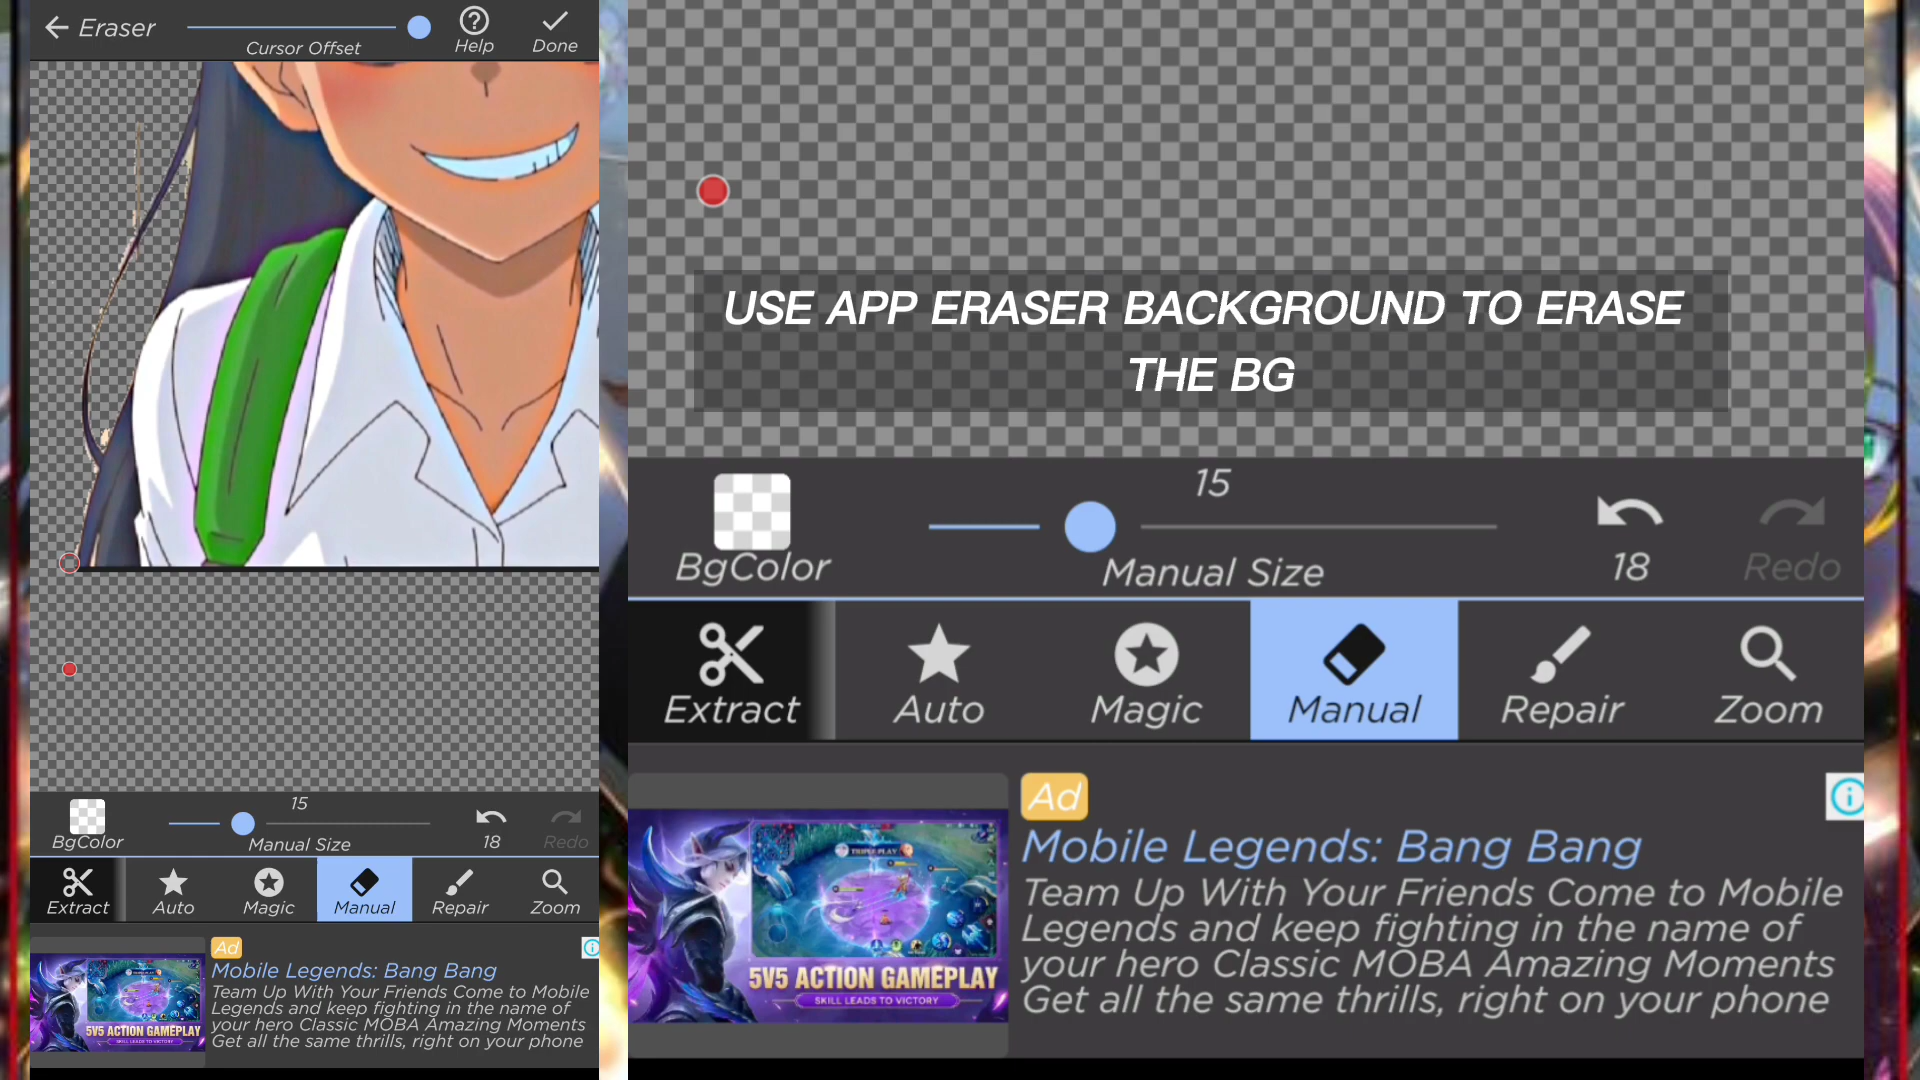 Eraser
Cursor Offset
Help
Done
15
BgColor
Manual Size
18
Redo
Extract
Auto
Magic
Manual
Repair
Zoom
Ad
Mobile Legends: Bang Bang
Team Up With Your Friends Come to Mobile
Legends and keep fighting in the name of
your hero Classic MOBA Amazing Moments
Get all the same thrills, right on your phone
5V5 ACTION GAMEPLAY
SKILL LEADS TO VICTORY
USE APP ERASER BACKGROUND TO ERASE
THE BG
15
BgColor
Manual Size
18
Redo
Extract
Auto
Magic
Manual
Repair
Zoom
Ad
Mobile Legends: Bang Bang
Team Up With Your Friends Come to Mobile
Legends and keep fighting in the name of
your hero Classic MOBA Amazing Moments
Get all the same thrills, right on your phone
TRIPLE PLAY
5V5 ACTION GAMEPLAY
SKILL LEADS TO VICTORY